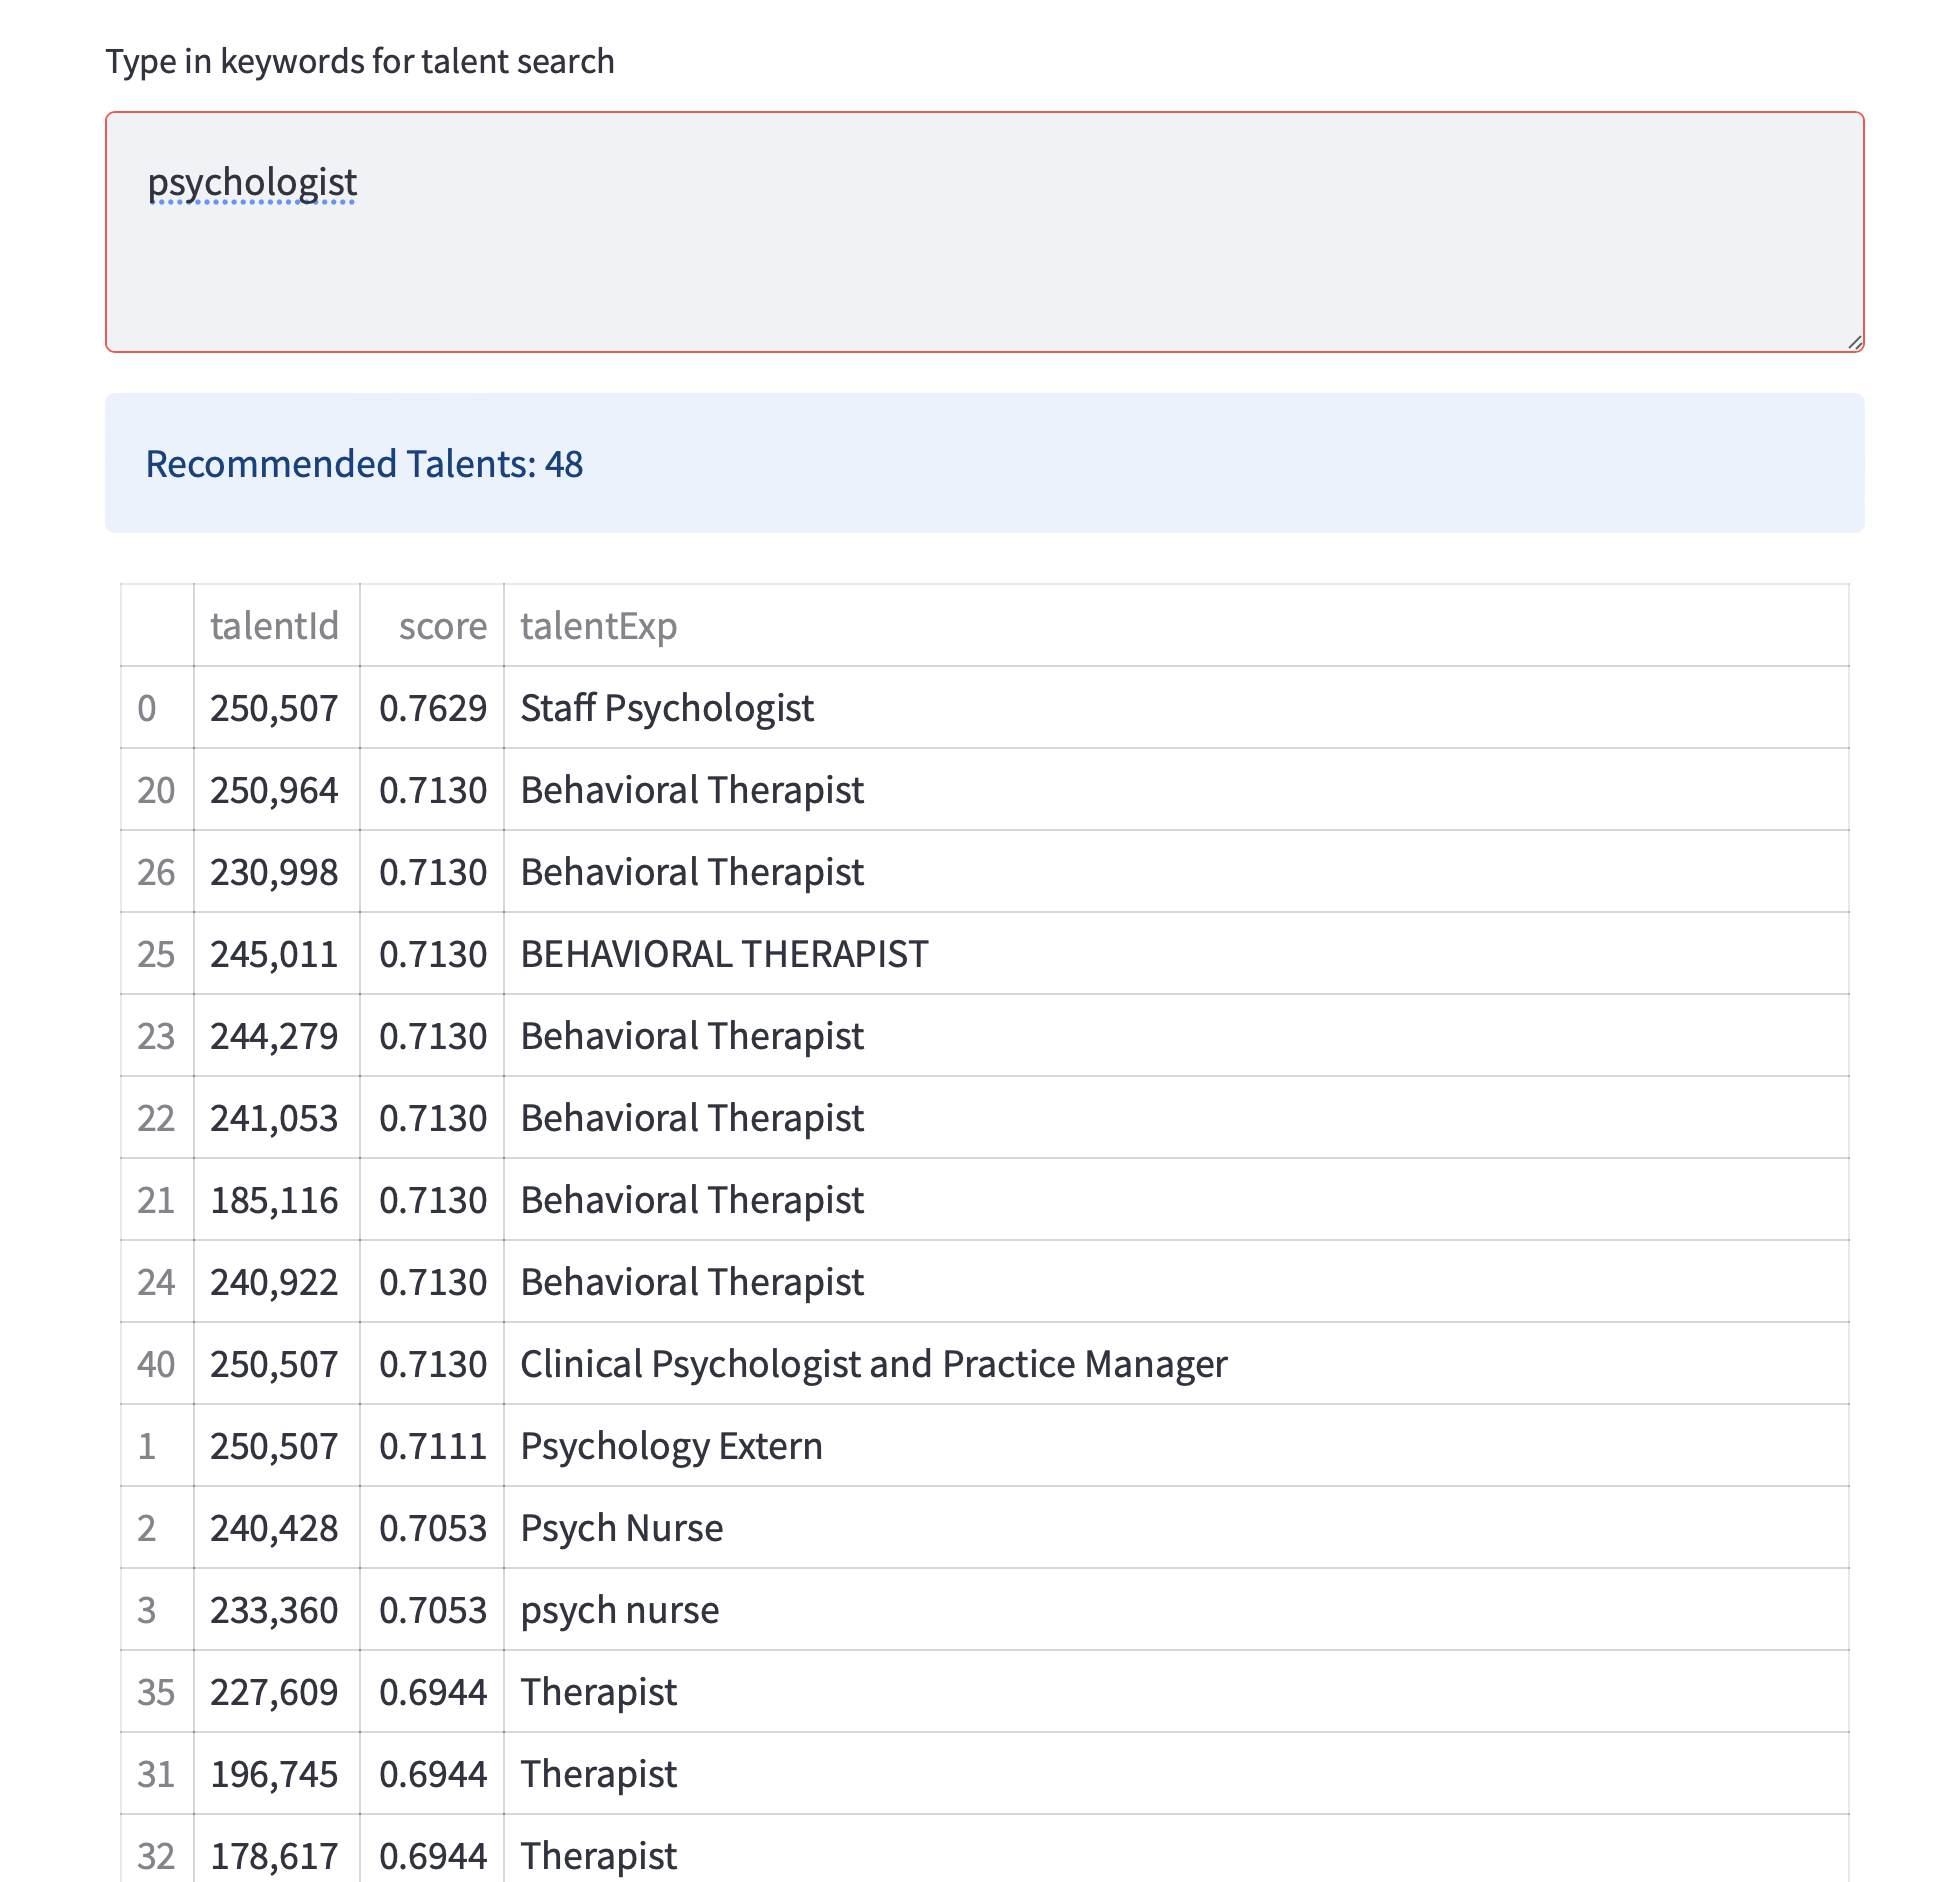 Type in keywords for talent search
psychologist
Recommended Talents: 48
talentId score talentExp
0 250,507 0.7629 Staff Psychologist
20 250,964 0.7130 Behavioral Therapist
26 230,998 0.7130 Behavioral Therapist
25 245,011 0.7130 BEHAVIORAL THERAPIST
23 244,279 0.7130 Behavioral Therapist
22 241,053 0.7130 Behavioral Therapist
21 185,116 0.7130 Behavioral Therapist
24 240,922 0.7130 Behavioral Therapist
40 250,507 0.7130 Clinical Psychologist and Practice Manager
1 250,507 0.7111 Psychology Extern
2 240,428 0.7053 Psych Nurse
3 233,360 0.7053 psych nurse
35 227,609 0.6944 Therapist
31 196,745 0.6944 Therapist
32 178,617 0.6944 Therapist